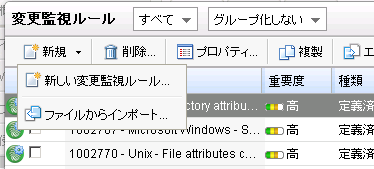 変更監視ルール すべて グループ化しない
新規 削除... プロパティ... 複製
新しい変更監視ルール... 重要度 種類
ctory attribu... 高 定義済
ファイルからインポート...
1002707 - Microsoft Windows - S... 高 定義済
1002770 - Unix - File attributes c... 高 定義済